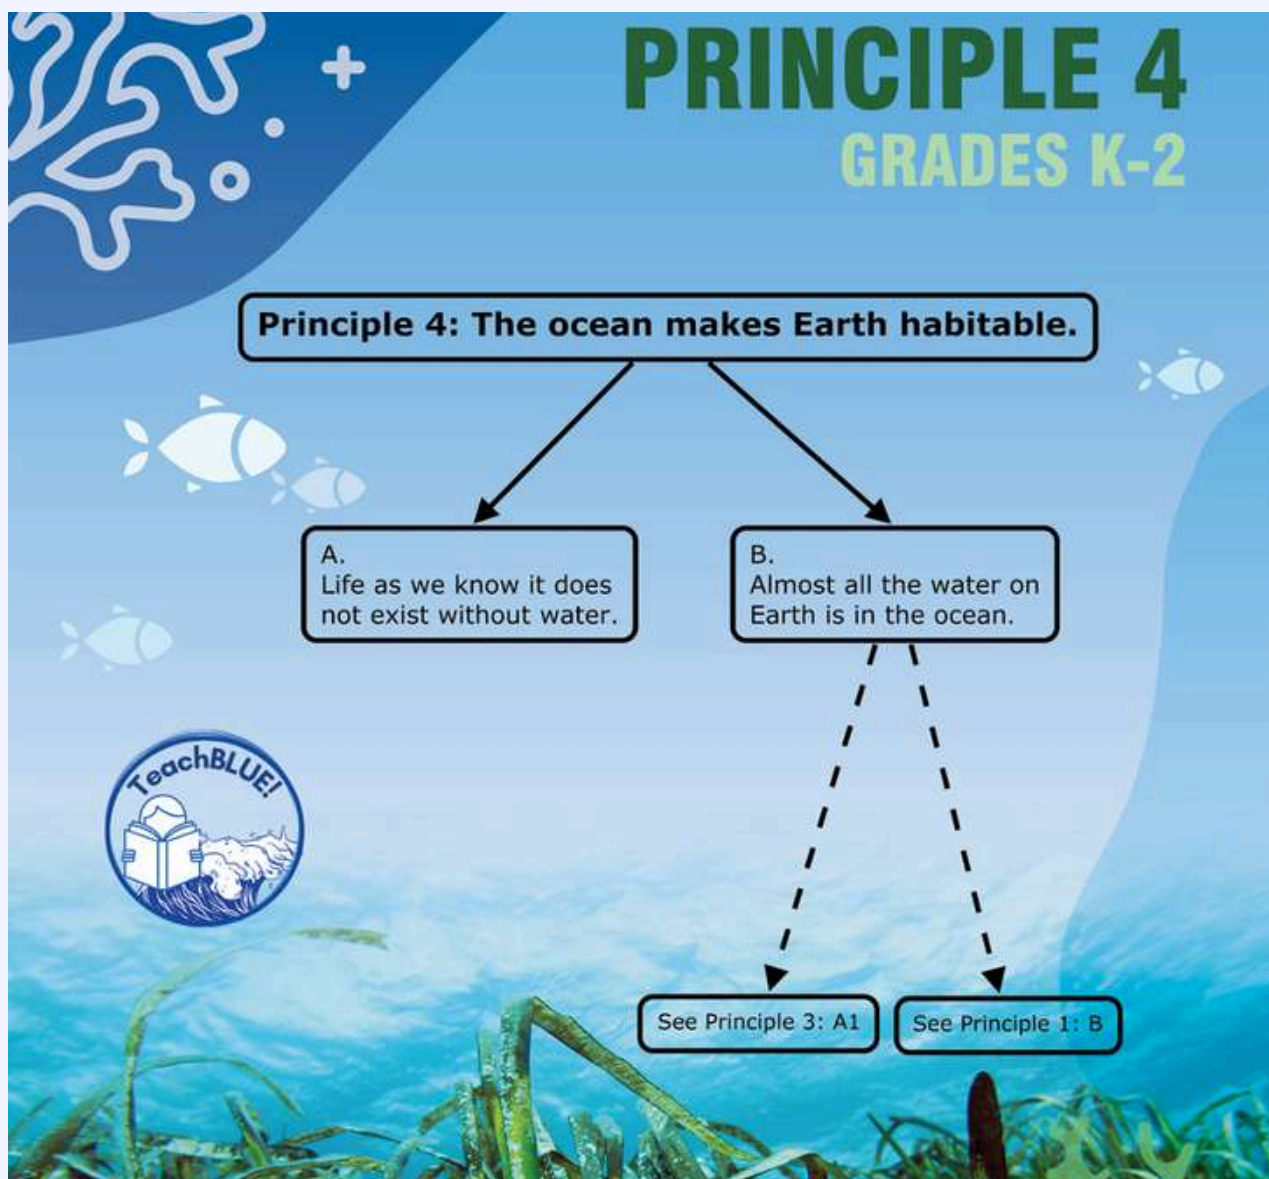 PRINCIPLE 4
GRADES K-2
Principle 4: The ocean makes Earth habitable.
A.
Life as we know it does
not exist without water.
B.
Almost all the water on
Earth is in the ocean.
TeachBLUE!
See Principle 3: A1
See Principle 1: B